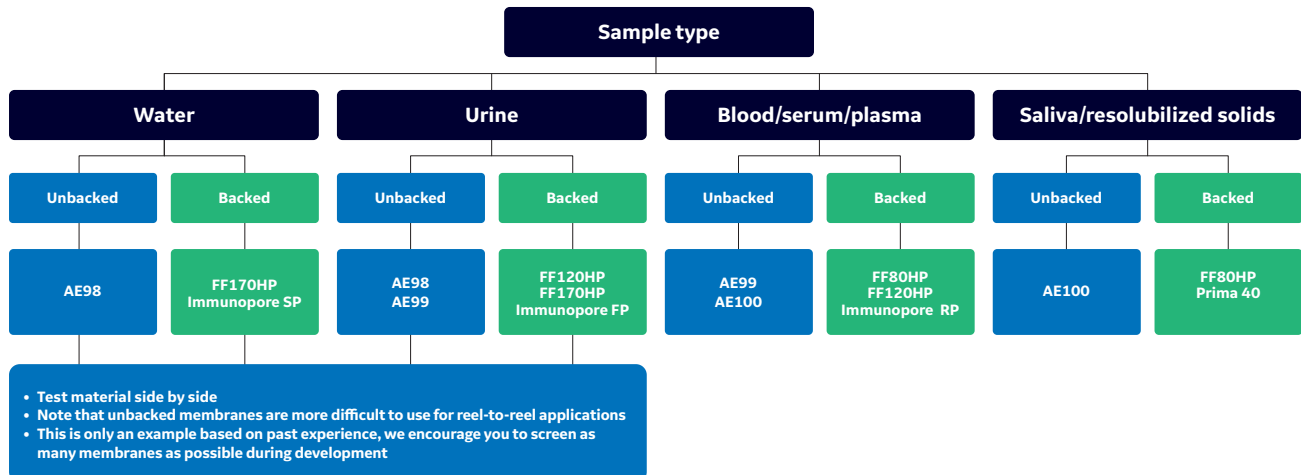 Sample type
Water
Urine
Blood/serum/plasma
Saliva/resolubilized solids
Unbacked
Backed
Unbacked
Backed
Unbacked
Backed
Unbacked
Backed
AE98
FF170HP
Immunopore SP
AE98
AE99
FF120HP
FF170HP
Immunopore FP
AE99
AE100
FF80HP
FF120HP
Immunopore RP
AE100
FF80HP
Prima 40
• Test material side by side
• Note that unbacked membranes are more difficult to use for reel-to-reel applications
• This is only an example based on past experience, we encourage you to screen as
many membranes as possible during development